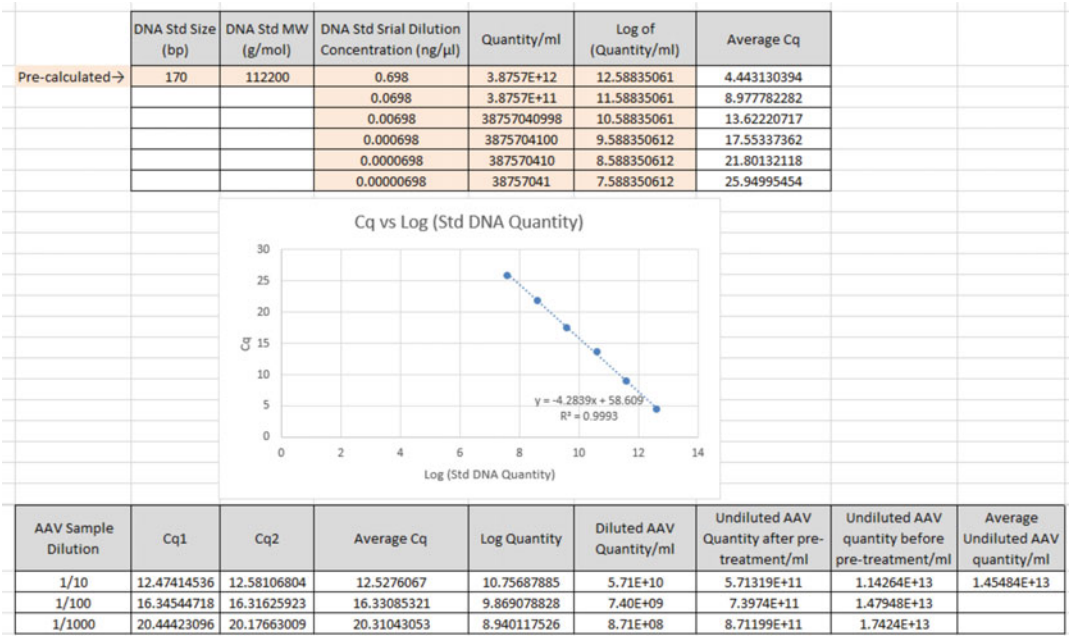 DNA Std Size (bp) DNA Std MW (g/mol) DNA Std Srial Dilution Concentration (ng/µl) Quantity/ml Log of (Quantity/ml) Average Cq
Pre-calculated→ 170 112200 0.698 3.8757E+12 12.58835061 4.443130394
0.0698 3.8757E+11 11.58835061 8.977782282
0.00698 38757040998 10.58835061 13.62220717
0.000698 3875704100 9.588350612 17.55337362
0.0000698 387570410 8.588350612 21.80132118
0.00000698 38757041 7.588350612 25.94995454
Cq vs Log (Std DNA Quantity)
30
25
20
15
10
5
0
Cq
y = -4.2839x + 58.609
R² = 0.9993
0 2 4 6 8 10 12 14
Log (Std DNA Quantity)
AAV Sample Dilution Cq1 Cq2 Average Cq Log Quantity Diluted AAV Quantity/ml Undiluted AAV Quantity after pre-treatment/ml Undiluted AAV quantity before pre-treatment/ml Average Undiluted AAV quantity/ml
1/10 12.47414536 12.58106804 12.5276067 10.75687885 5.71E+10 5.71319E+11 1.14264E+13 1.45484E+13
1/100 16.34544718 16.31625923 16.33085321 9.869078828 7.40E+09 7.3974E+11 1.47948E+13
1/1000 20.44423096 20.17663009 20.31043053 8.940117526 8.71E+08 8.71199E+11 1.7424E+13